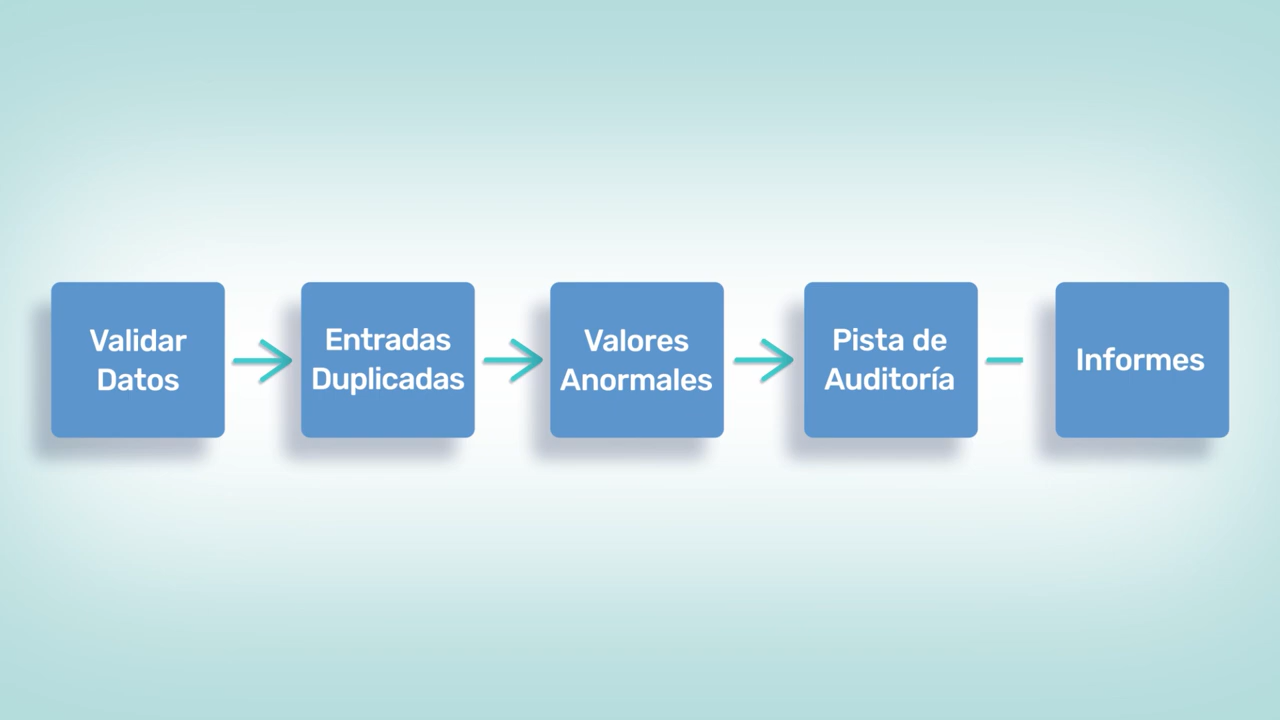 Validar
Datos
Entradas
Duplicadas
Valores
Anormales
Pista de
Auditoría
Informes